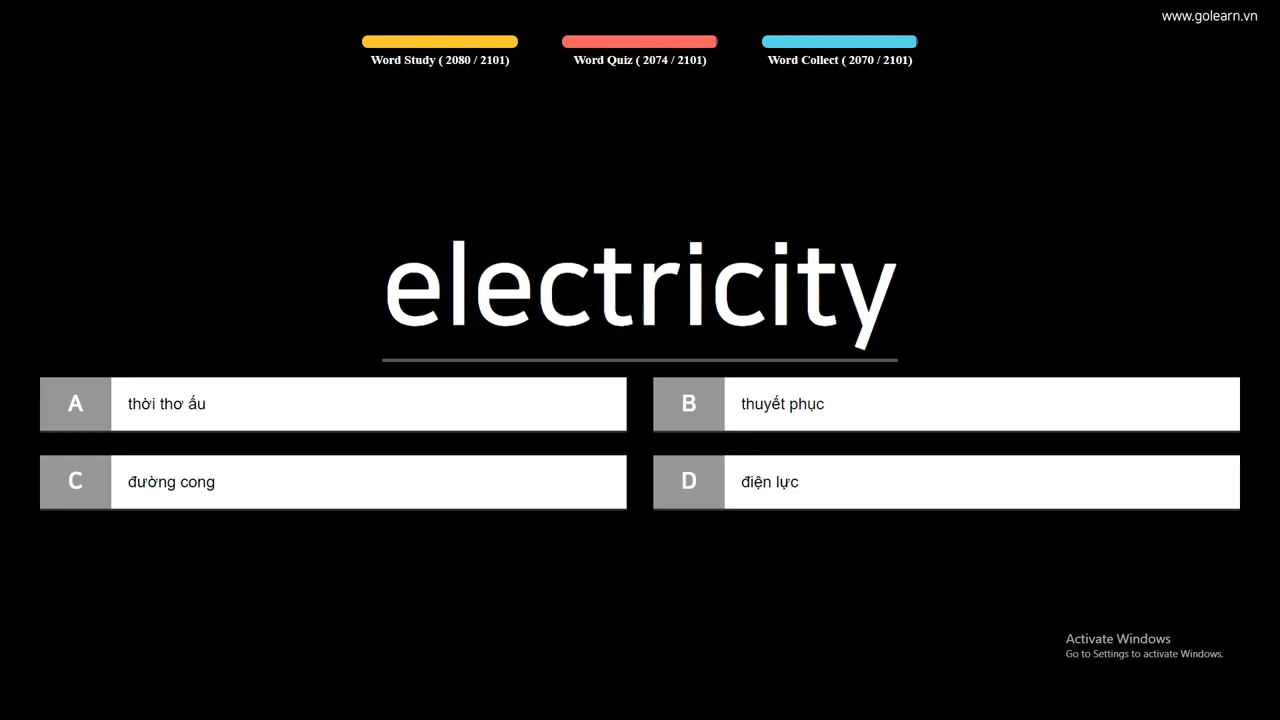 www.golearn.vn
Word Study ( 2080 / 2101)
Word Quiz ( 2074 / 2101)
Word Collect ( 2070 / 2101)
electricity
A thời thơ ấu
B thuyết phục
C đường cong
D điện lực
Activate Windows
Go to Settings to activate Windows.